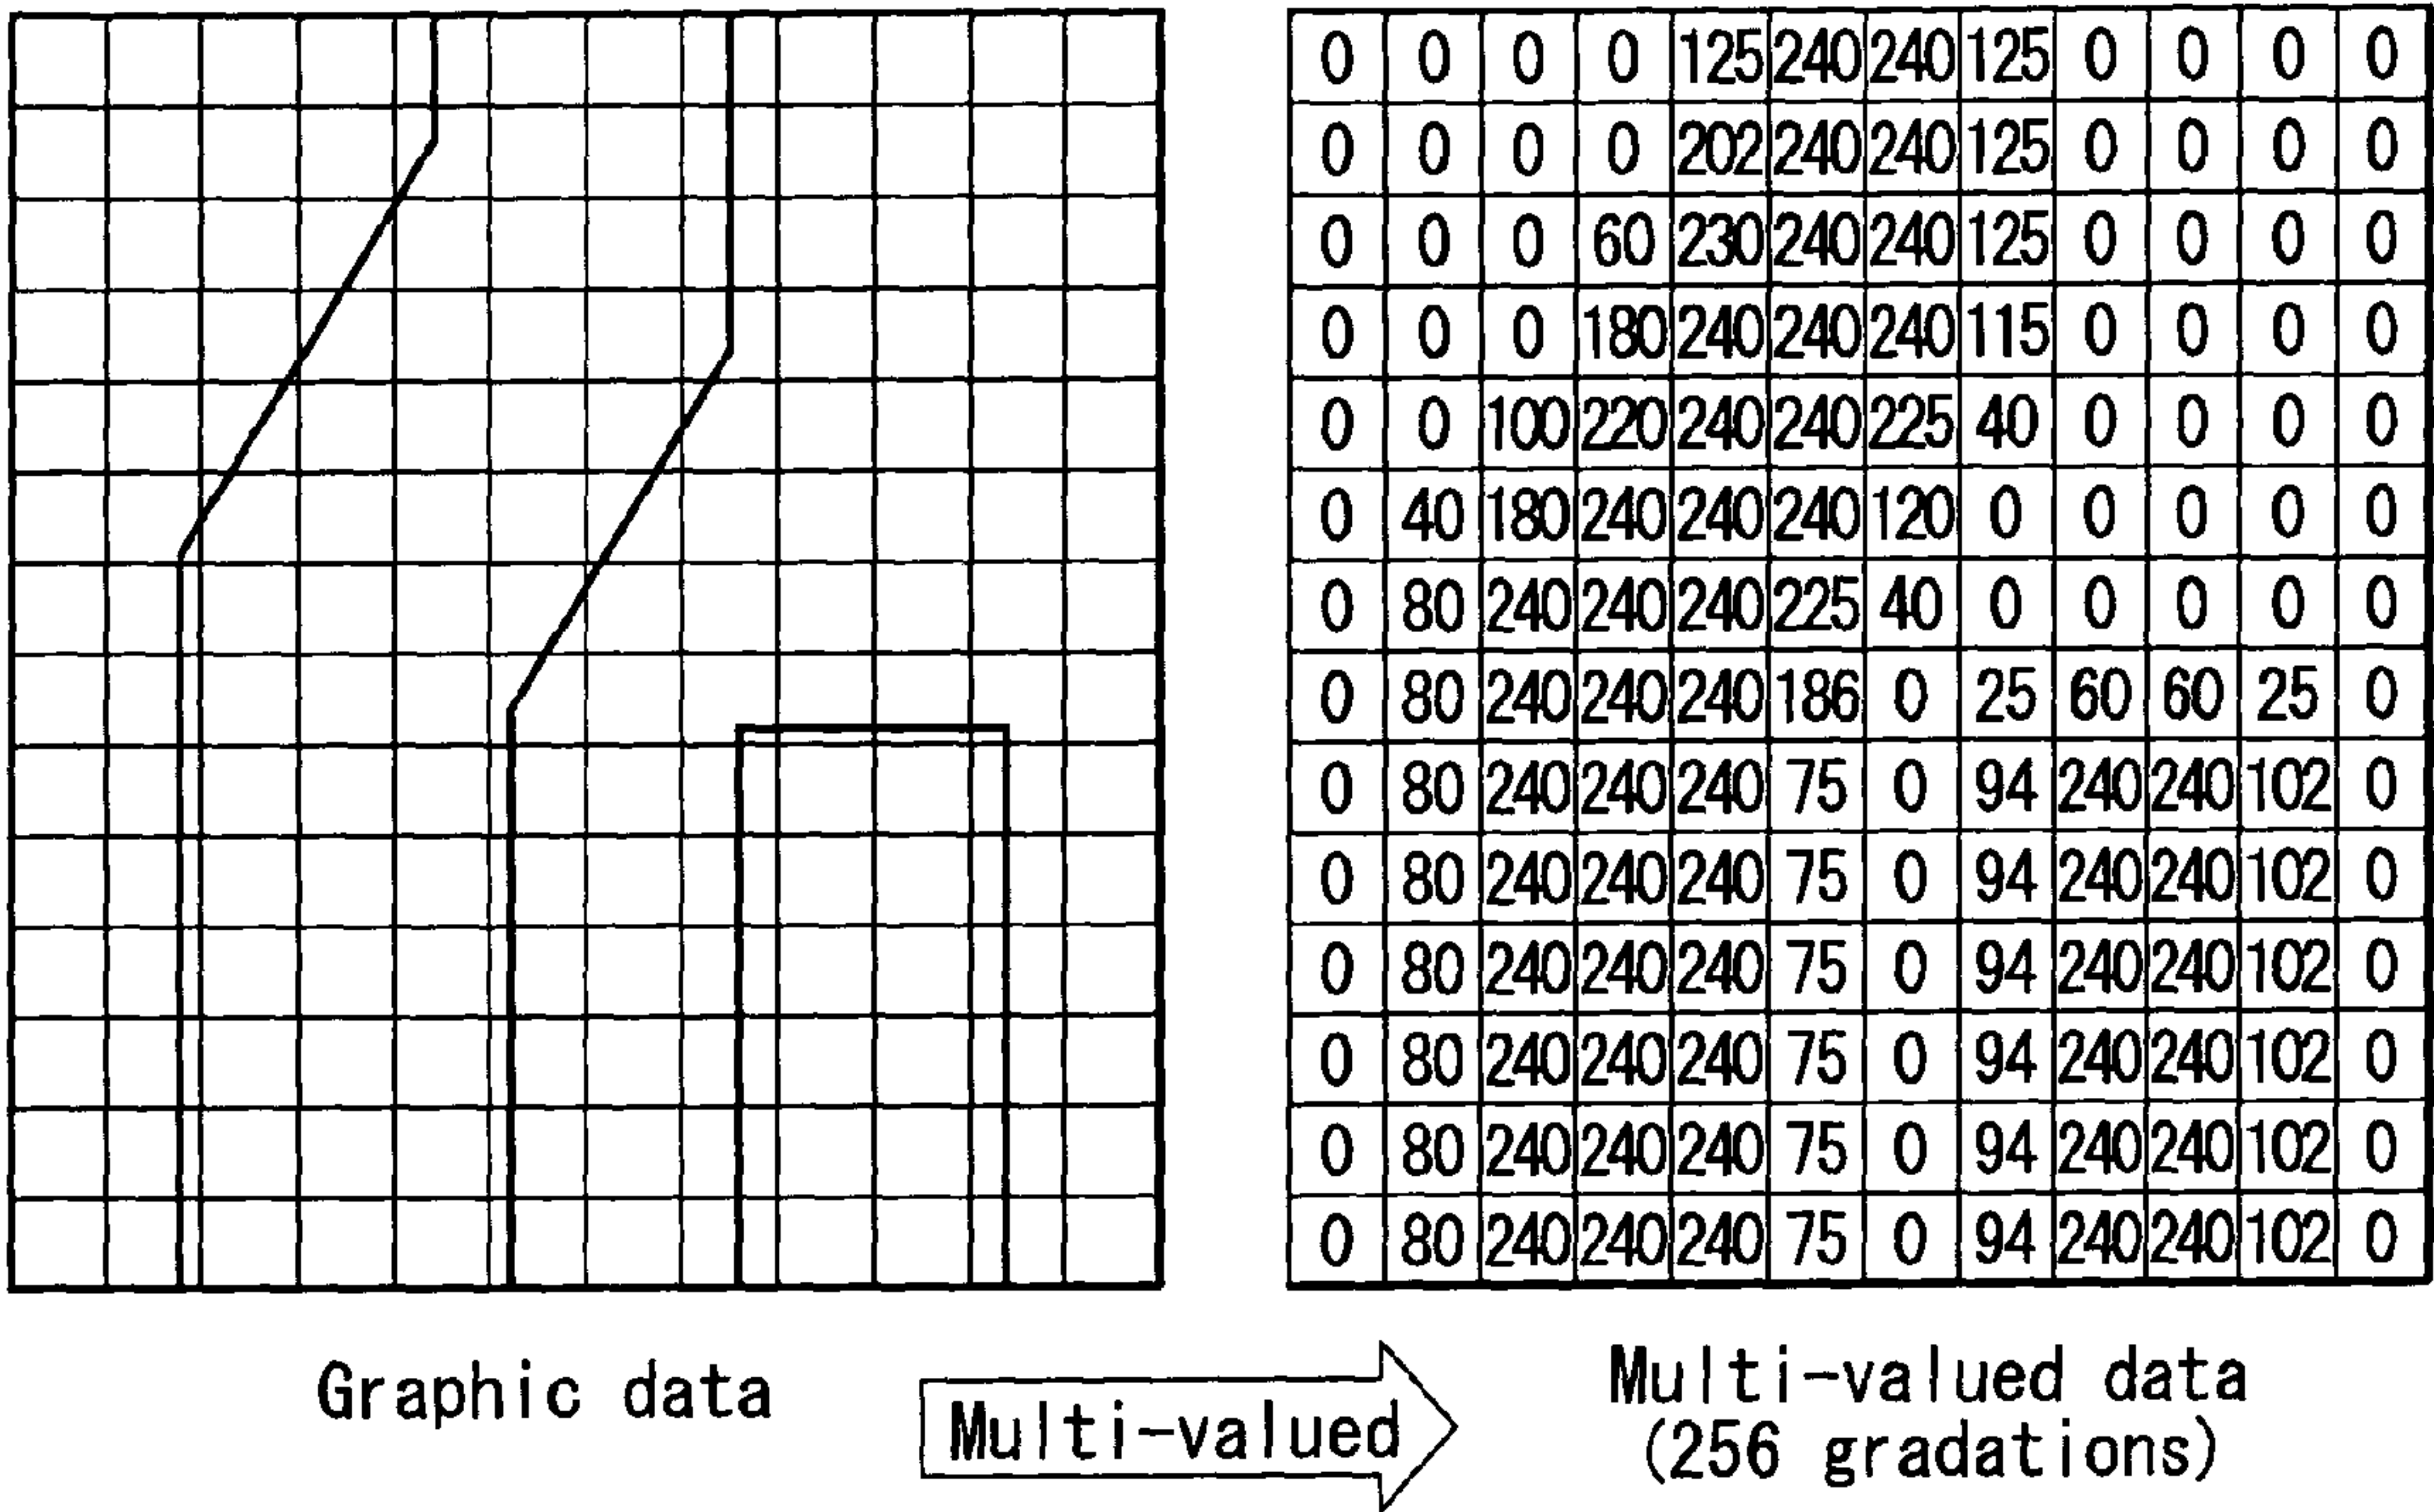 0 0 0 0 125 240 240 125 0 0 0 0
0 0 0 0 202 240 240 125 0 0 0 0
0 0 0 60 230 240 240 125 0 0 0 0
0 0 0 180 240 240 240 115 0 0 0 0
0 0 100 220 240 240 225 40 0 0 0 0
0 40 180 240 240 240 120 0 0 0 0 0
0 80 240 240 240 225 40 0 0 0 0 0
0 80 240 240 240 186 0 25 60 60 25 0
0 80 240 240 240 75 0 94 240 240 102 0
0 80 240 240 240 75 0 94 240 240 102 0
0 80 240 240 240 75 0 94 240 240 102 0
0 80 240 240 240 75 0 94 240 240 102 0
0 80 240 240 240 75 0 94 240 240 102 0
0 80 240 240 240 75 0 94 240 240 102 0
Graphic data
Multi-valued
Multi-valued data
(256 gradations)